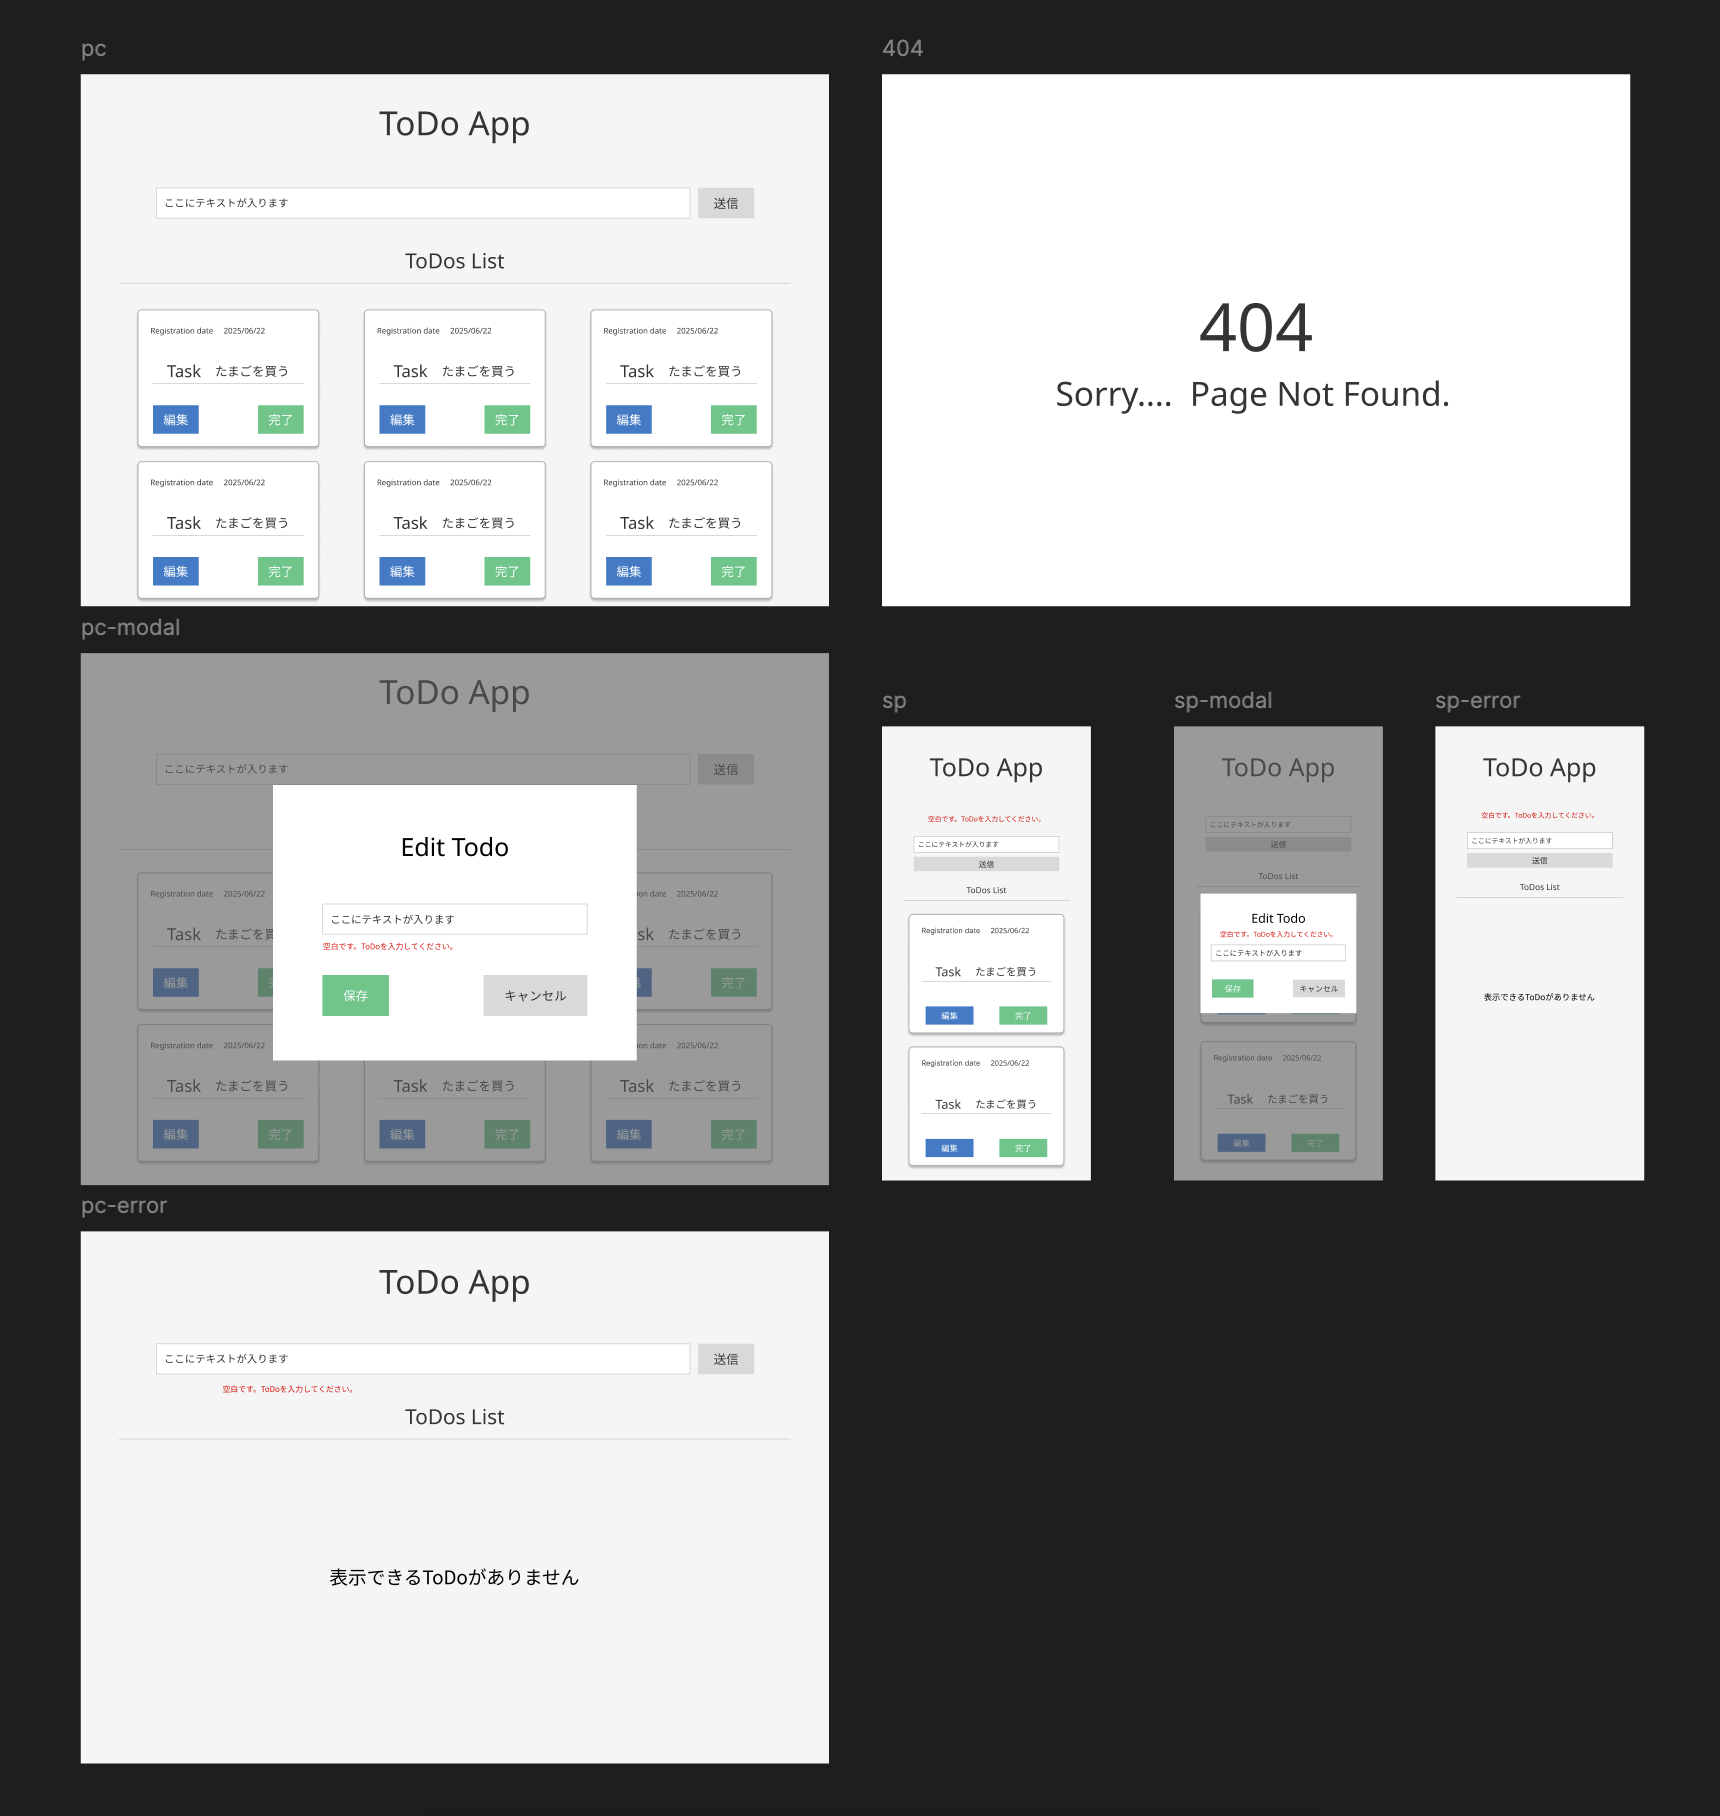 pc
ToDo App
ここにテキストが入ります 送信
ToDos List
Registration date 2025/06/22 Registration date 2025/06/22 Registration date 2025/06/22
Task たまごを買う Task たまごを買う Task たまごを買う
編集 完了 編集 完了 編集 完了
Registration date 2025/06/22 Registration date 2025/06/22 Registration date 2025/06/22
Task たまごを買う Task たまごを買う Task たまごを買う
編集 完了 編集 完了 編集 完了
404
404
Sorry.... Page Not Found.
pc-modal
ToDo App
ここにテキストが入ります 送信
Edit Todo
ここにテキストが入ります
空白です。ToDoを入力してください。
保存 キャンセル
Registration date 2025/06/22 ion date 2025/06/22
Task たまごを買 sk たまごを買う
編集 完了
Registration date 2025/06/22 ion date 2025/06/22
Task たまごを買う Task たまごを買う Task たまごを買う
編集 完了 編集 完了 編集 完了
pc-error
ToDo App
ここにテキストが入ります 送信
空白です。ToDoを入力してください。
ToDos List
表示できるToDoがありません
sp
ToDo App
空白です。ToDoを入力してください。
ここにテキストが入ります
送信
ToDos List
Registration date 2025/06/22
Task たまごを買う
編集 完了
Registration date 2025/06/22
Task たまごを買う
編集 完了
sp-modal
ToDo App
ここにテキストが入ります
送信
ToDos List
Edit Todo
空白です。ToDoを入力してください。
ここにテキストが入ります
保存 キャンセル
Registration date 2025/06/22
Task たまごを買う
編集 完了
sp-error
ToDo App
空白です。ToDoを入力してください。
ここにテキストが入ります
送信
ToDos List
表示できるToDoがありません